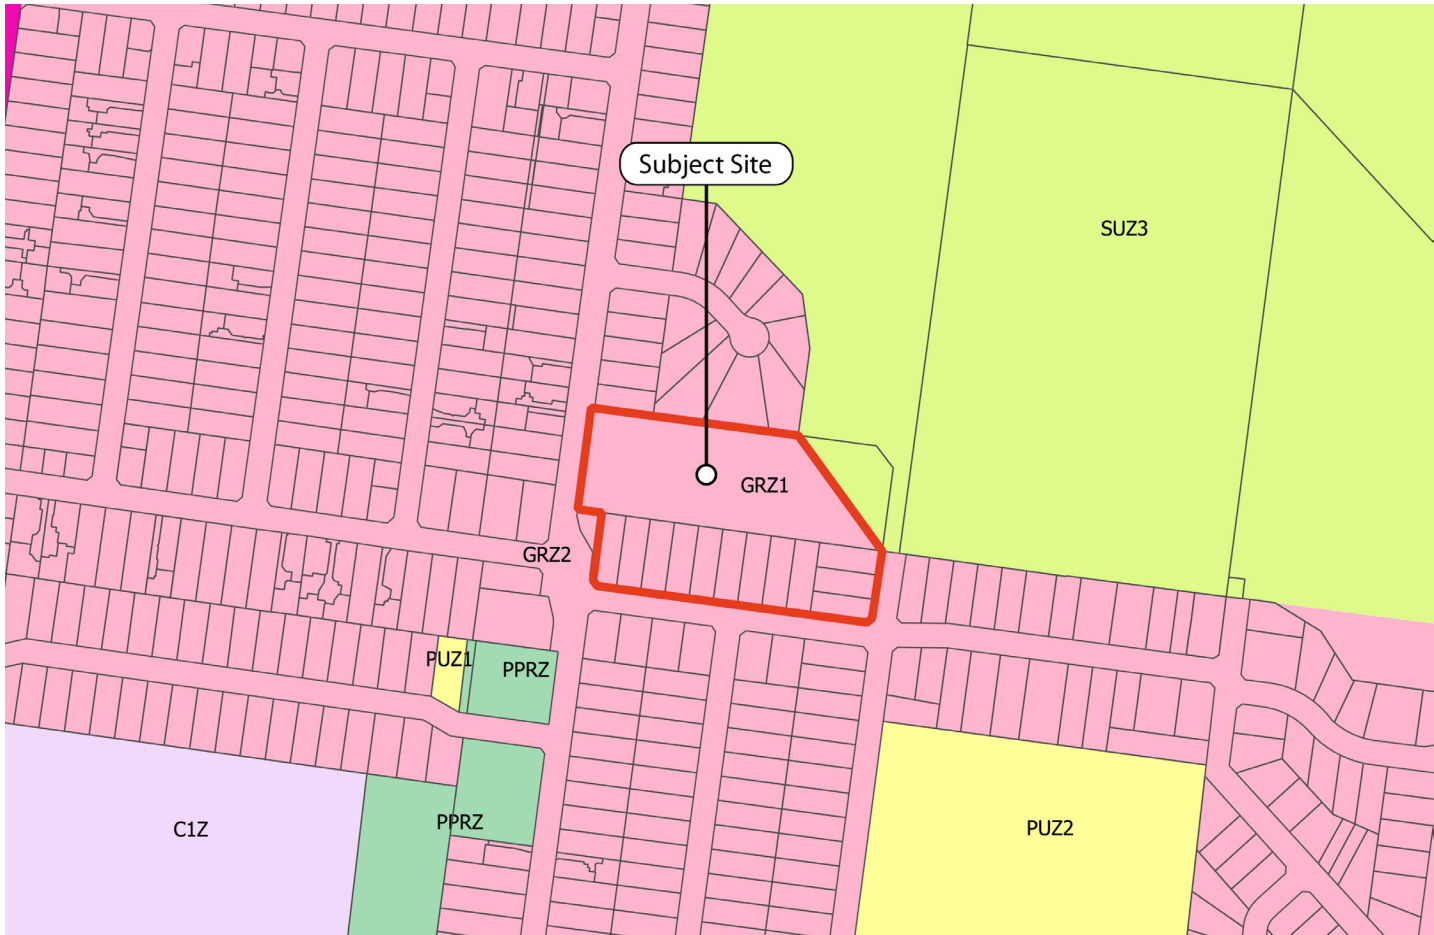 Subject Site
SUZ3
GRZ1
GRZ2
PUZ1
PPRZ
PPRZ
C1Z
PUZ2